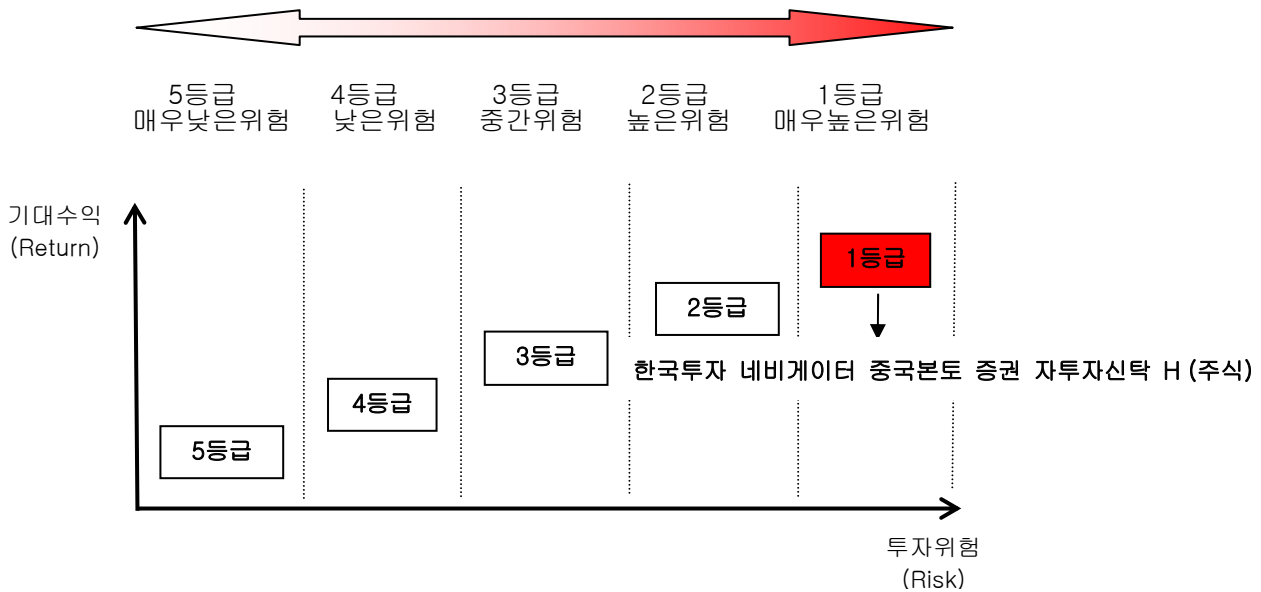 5등급 4등급 3등급 2등급 1등급
매우낮은위험 낮은위험 중간위험 높은위험 매우높은위험
기대수익
(Return)
1등급
2등급
3등급
한국투자 네비게이터 중국본토 증권 자투자신탁 H (주식)
4등급
5등급
투자위험
(Risk)